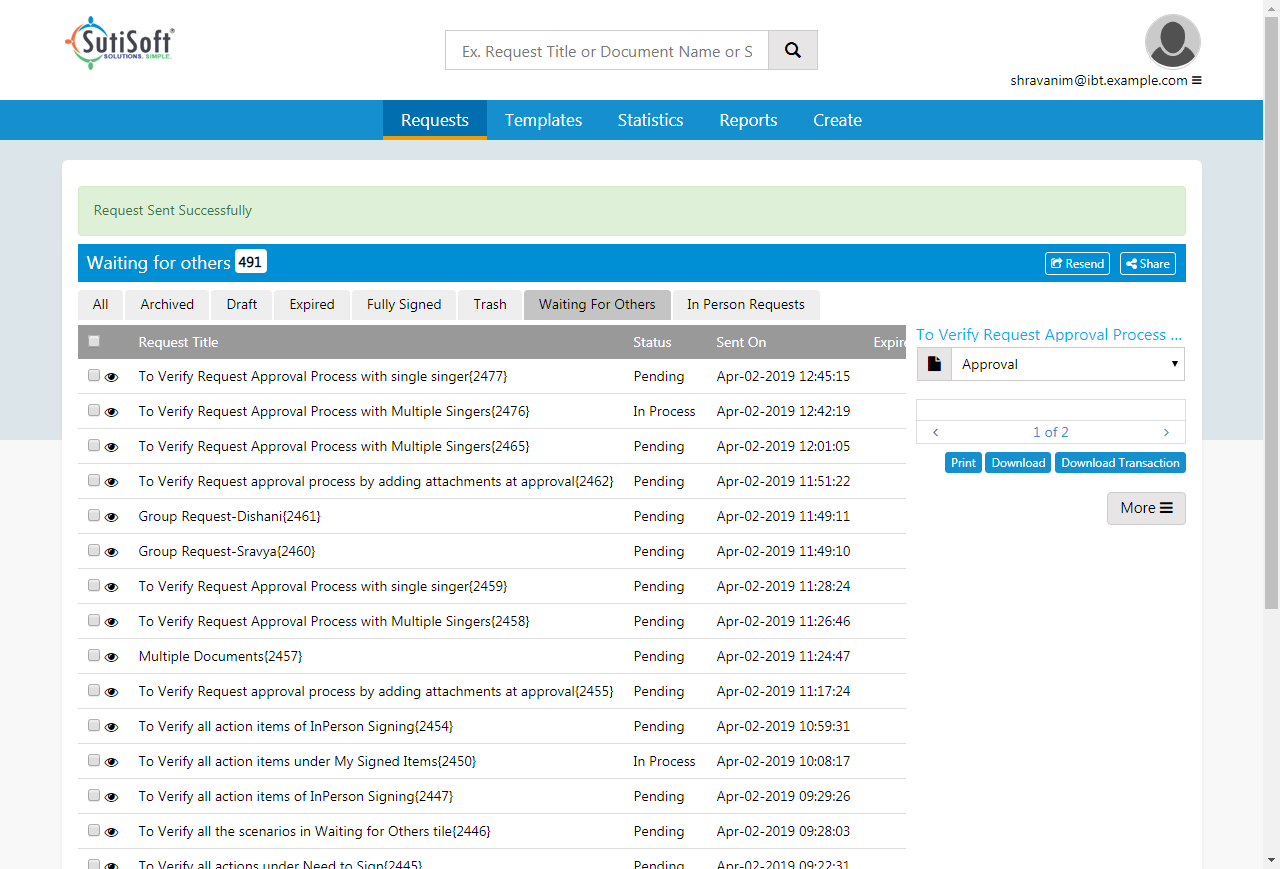 SutiSoft®
SOLUTIONS. SIMPLE.
Ex. Request Title or Document Name or S
shravanim@ibt.example.com
Requests Templates Statistics Reports Create
Request Sent Successfully
Waiting for others 491 Resend Share
All Archived Draft Expired Fully Signed Trash Waiting For Others In Person Requests
Request Title Status Sent On Expire
To Verify Request Approval Process with single singer{2477} Pending Apr-02-2019 12:45:15
To Verify Request Approval Process with Multiple Singers{2476} In Process Apr-02-2019 12:42:19
To Verify Request Approval Process with Multiple Singers{2465} Pending Apr-02-2019 12:01:05
To Verify Request approval process by adding attachments at approval{2462} Pending Apr-02-2019 11:51:22
Group Request-Dishani{2461} Pending Apr-02-2019 11:49:11
Group Request-Sravya{2460} Pending Apr-02-2019 11:49:10
To Verify Request Approval Process with single singer{2459} Pending Apr-02-2019 11:28:24
To Verify Request Approval Process with Multiple Singers{2458} Pending Apr-02-2019 11:26:46
Multiple Documents{2457} Pending Apr-02-2019 11:24:47
To Verify Request approval process by adding attachments at approval{2455} Pending Apr-02-2019 11:17:24
To Verify all action items of InPerson Signing{2454} Pending Apr-02-2019 10:59:31
To Verify all action items under My Signed Items{2450} In Process Apr-02-2019 10:08:17
To Verify all action items of InPerson Signing{2447} Pending Apr-02-2019 09:29:26
To Verify all the scenarios in Waiting for Others tile{2446} Pending Apr-02-2019 09:28:03
To Verify all actions under Need to Sign{2445} Pending Apr-02-2019 09:22:31
To Verify Request Approval Process ...
Approval
1 of 2
Print Download Download Transaction
More